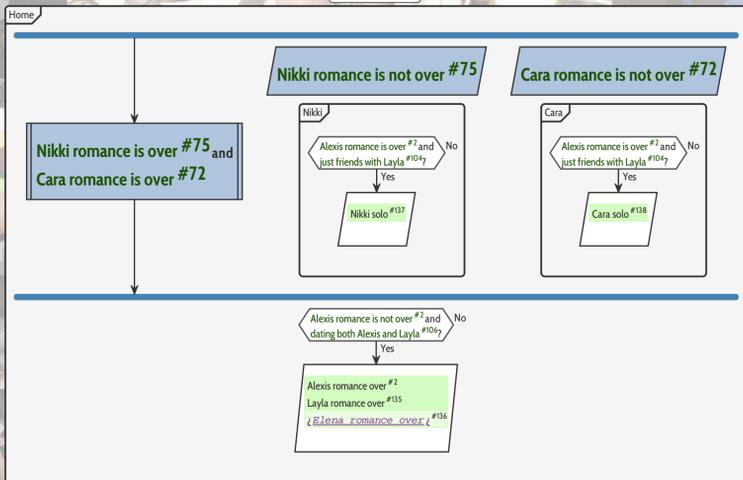 Home
Nikki romance is not over #75
Cara romance is not over #72
Nikki
Cara
Alexis romance is over #2 and
just friends with Layla #104?
No
Alexis romance is over #2 and
just friends with Layla #104?
No
Nikki romance is over #75 and
Cara romance is over #72
Yes
Yes
Nikki solo #137
Cara solo #138
Alexis romance is not over #2 and
dating both Alexis and Layla #106?
No
Yes
Alexis romance over #2
Layla romance over #135
¿Elena romance over¿ #136